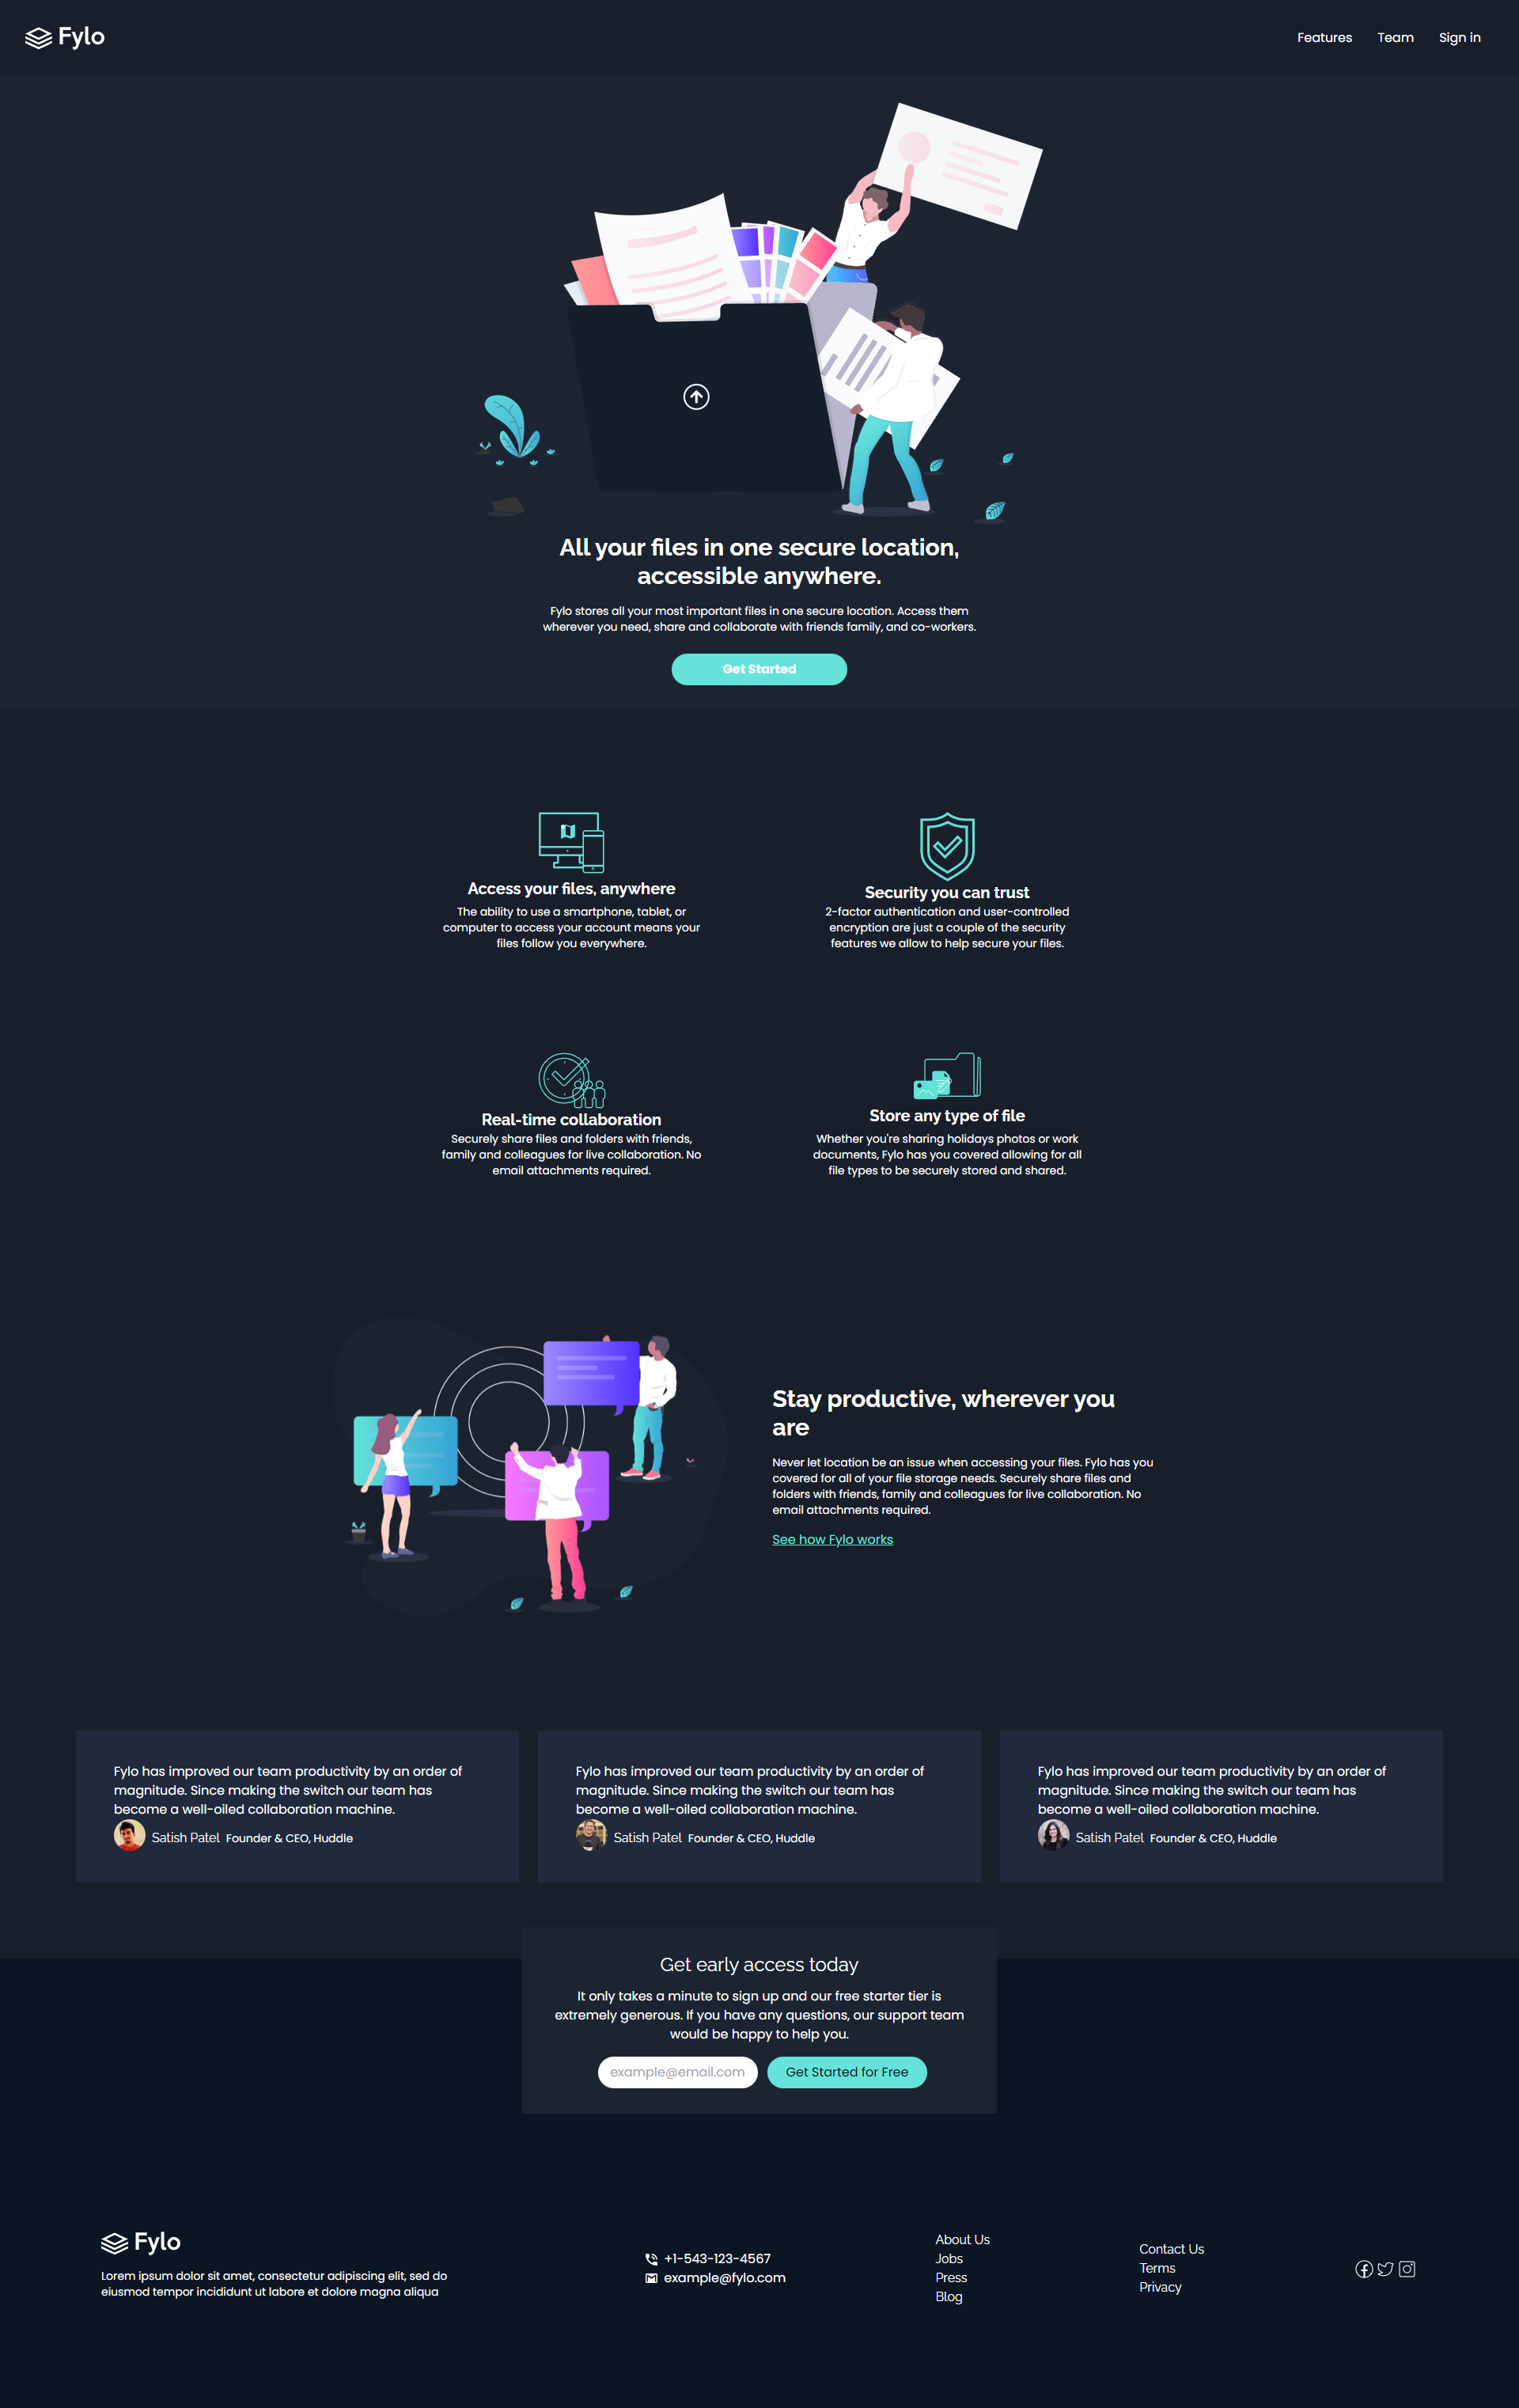 Fylo
Features Team Sign in
All your files in one secure location,
accessible anywhere.
Fylo stores all your most important files in one secure location. Access them
wherever you need, share and collaborate with friends family, and co-workers.
Get Started
Access your files, anywhere
The ability to use a smartphone, tablet, or
computer to access your account means your
files follow you everywhere.
Security you can trust
2-factor authentication and user-controlled
encryption are just a couple of the security
features we allow to help secure your files.
Real-time collaboration
Securely share files and folders with friends,
family and colleagues for live collaboration. No
email attachments required.
Store any type of file
Whether you're sharing holidays photos or work
documents, Fylo has you covered allowing for all
file types to be securely stored and shared.
Stay productive, wherever you
are
Never let location be an issue when accessing your files. Fylo has you
covered for all of your file storage needs. Securely share files and
folders with friends, family and colleagues for live collaboration. No
email attachments required.
See how Fylo works
Fylo has improved our team productivity by an order of
magnitude. Since making the switch our team has
become a well-oiled collaboration machine.
Satish Patel Founder & CEO, Huddle
Fylo has improved our team productivity by an order of
magnitude. Since making the switch our team has
become a well-oiled collaboration machine.
Satish Patel Founder & CEO, Huddle
Fylo has improved our team productivity by an order of
magnitude. Since making the switch our team has
become a well-oiled collaboration machine.
Satish Patel Founder & CEO, Huddle
Get early access today
It only takes a minute to sign up and our free starter tier is
extremely generous. If you have any questions, our support team
would be happy to help you.
example@email.com
Get Started for Free
Fylo
Lorem ipsum dolor sit amet, consectetur adipiscing elit, sed do
eiusmod tempor incididunt ut labore et dolore magna aliqua
+1-543-123-4567
example@fylo.com
About Us
Jobs
Press
Blog
Contact Us
Terms
Privacy